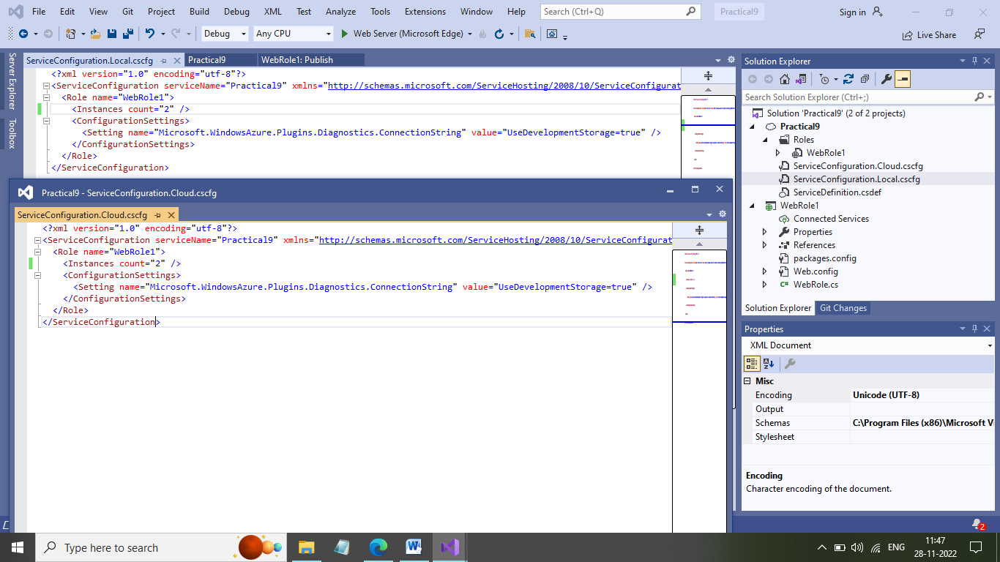 File Edit View Git Project Build Debug XML Test Analyze Tools Extensions Window Help Search (Ctrl+Q) Practical9 Sign in
Debug Any CPU Web Server (Microsoft Edge) Live Share
Server Explorer
Toolbox
ServiceConfiguration.Local.cscfg Practical9 WebRole1: Publish
<?xml version="1.0" encoding="utf-8"?>
<ServiceConfiguration serviceName="Practical9" xmlns="http://schemas.microsoft.com/ServiceHosting/2008/10/ServiceConfigurat
<Role name="WebRole1">
<Instances count="2" />
<ConfigurationSettings>
<Setting name="Microsoft.WindowsAzure.Plugins.Diagnostics.ConnectionString" value="UseDevelopmentStorage=true" />
</ConfigurationSettings>
</Role>
</ServiceConfiguration>
Practical9 - ServiceConfiguration.Cloud.cscfg
ServiceConfiguration.Cloud.cscfg
<?xml version="1.0" encoding="utf-8"?>
<ServiceConfiguration serviceName="Practical9" xmlns="http://schemas.microsoft.com/ServiceHosting/2008/10/ServiceConfigurat
<Role name="WebRole1">
<Instances count="2" />
<ConfigurationSettings>
<Setting name="Microsoft.WindowsAzure.Plugins.Diagnostics.ConnectionString" value="UseDevelopmentStorage=true" />
</ConfigurationSettings>
</Role>
</ServiceConfiguration>
Solution Explorer
Search Solution Explorer (Ctrl+;)
Solution 'Practical9' (2 of 2 projects)
Practical9
Roles
WebRole1
ServiceConfiguration.Cloud.cscfg
ServiceConfiguration.Local.cscfg
ServiceDefinition.csdef
WebRole1
Connected Services
Properties
References
packages.config
Web.config
C# WebRole.cs
Solution Explorer Git Changes
Properties
XML Document
Misc
Encoding Unicode (UTF-8)
Output
Schemas C:\Program Files (x86)\Microsoft V
Stylesheet
Encoding
Character encoding of the document.
2
Type here to search
ENG 11:47
28-11-2022